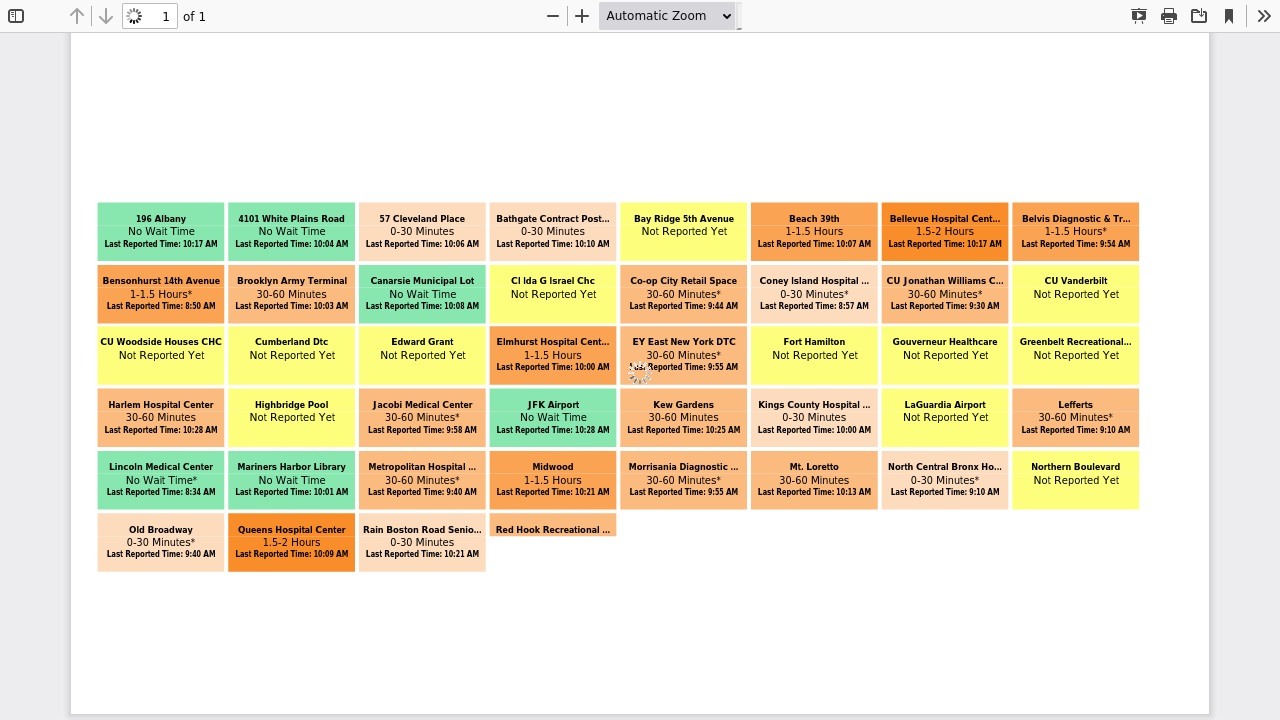 1 of 1 Automatic Zoom
196 Albany
No Wait Time
Last Reported Time: 10:17 AM
4101 White Plains Road
No Wait Time
Last Reported Time: 10:04 AM
57 Cleveland Place
0-30 Minutes
Last Reported Time: 10:06 AM
Bathgate Contract Post...
0-30 Minutes
Last Reported Time: 10:10 AM
Bay Ridge 5th Avenue
Not Reported Yet
Beach 39th
1-1.5 Hours
Last Reported Time: 10:07 AM
Bellevue Hospital Cent...
1.5-2 Hours
Last Reported Time: 10:17 AM
Belvis Diagnostic & Tr...
1-1.5 Hours*
Last Reported Time: 9:54 AM
Bensonhurst 14th Avenue
1-1.5 Hours*
Last Reported Time: 8:50 AM
Brooklyn Army Terminal
30-60 Minutes
Last Reported Time: 10:03 AM
Canarsie Municipal Lot
No Wait Time
Last Reported Time: 10:08 AM
CI Ida G Israel Chc
Not Reported Yet
Co-op City Retail Space
30-60 Minutes*
Last Reported Time: 9:44 AM
Coney Island Hospital ...
0-30 Minutes*
Last Reported Time: 8:57 AM
CU Jonathan Williams C...
30-60 Minutes*
Last Reported Time: 9:30 AM
CU Vanderbilt
Not Reported Yet
CU Woodside Houses CHC
Not Reported Yet
Cumberland Dtc
Not Reported Yet
Edward Grant
Not Reported Yet
Elmhurst Hospital Cent...
1-1.5 Hours
Last Reported Time: 10:00 AM
EY East New York DTC
30-60 Minutes*
Reported Time: 9:55 AM
Fort Hamilton
Not Reported Yet
Gouverneur Healthcare
Not Reported Yet
Greenbelt Recreational...
Not Reported Yet
Harlem Hospital Center
30-60 Minutes
Last Reported Time: 10:28 AM
Highbridge Pool
Not Reported Yet
Jacobi Medical Center
30-60 Minutes*
Last Reported Time: 9:58 AM
JFK Airport
No Wait Time
Last Reported Time: 10:28 AM
Kew Gardens
30-60 Minutes
Last Reported Time: 10:25 AM
Kings County Hospital ...
0-30 Minutes
Last Reported Time: 10:00 AM
LaGuardia Airport
Not Reported Yet
Lefferts
30-60 Minutes*
Last Reported Time: 9:10 AM
Lincoln Medical Center
No Wait Time*
Last Reported Time: 8:34 AM
Mariners Harbor Library
No Wait Time
Last Reported Time: 10:01 AM
Metropolitan Hospital ...
30-60 Minutes*
Last Reported Time: 9:40 AM
Midwood
1-1.5 Hours
Last Reported Time: 10:21 AM
Morrisania Diagnostic ...
30-60 Minutes*
Last Reported Time: 9:55 AM
Mt. Loretto
30-60 Minutes
Last Reported Time: 10:13 AM
North Central Bronx Ho...
0-30 Minutes*
Last Reported Time: 9:10 AM
Northern Boulevard
Not Reported Yet
Old Broadway
0-30 Minutes*
Last Reported Time: 9:40 AM
Queens Hospital Center
1.5-2 Hours
Last Reported Time: 10:09 AM
Rain Boston Road Senio...
0-30 Minutes
Last Reported Time: 10:21 AM
Red Hook Recreational ...